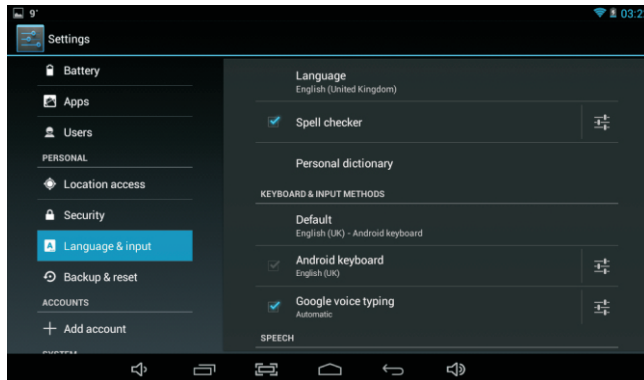 9°
03:2
Settings
Battery
Apps
Users
PERSONAL
Location access
Security
Language & input
Backup & reset
ACCOUNTS
Add account
SYSTEM
Language
English (United Kingdom)
Spell checker
Personal dictionary
KEYBOARD & INPUT METHODS
Default
English (UK) - Android keyboard
Android keyboard
English (UK)
Google voice typing
Automatic
SPEECH